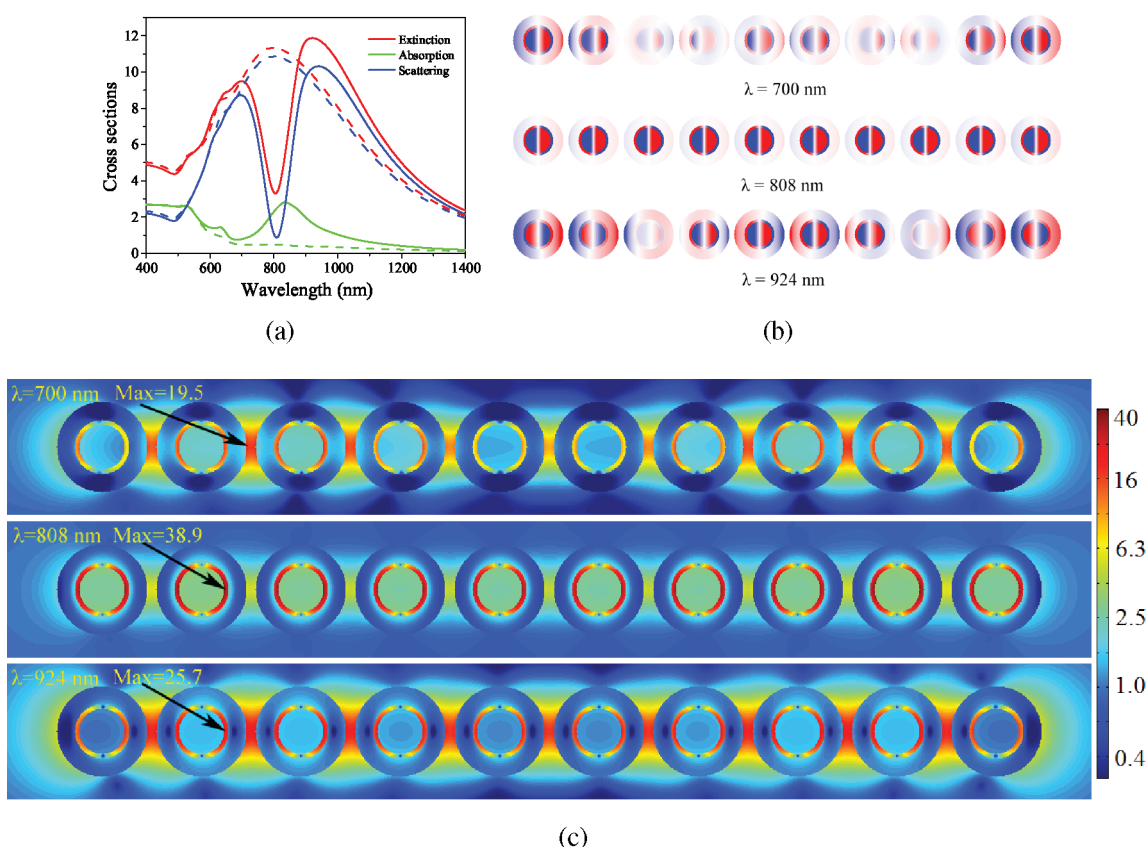 12
10
8
6
4
2
0
400 600 800 1000 1200 1400
Cross sections
Wavelength (nm)
Extinction
Absorption
Scattering
(a)
λ = 700 nm
λ = 808 nm
λ = 924 nm
(b)
λ=700 nm Max=19.5
λ=808 nm Max=38.9
λ=924 nm Max=25.7
40
16
6.3
2.5
1.0
0.4
(c)